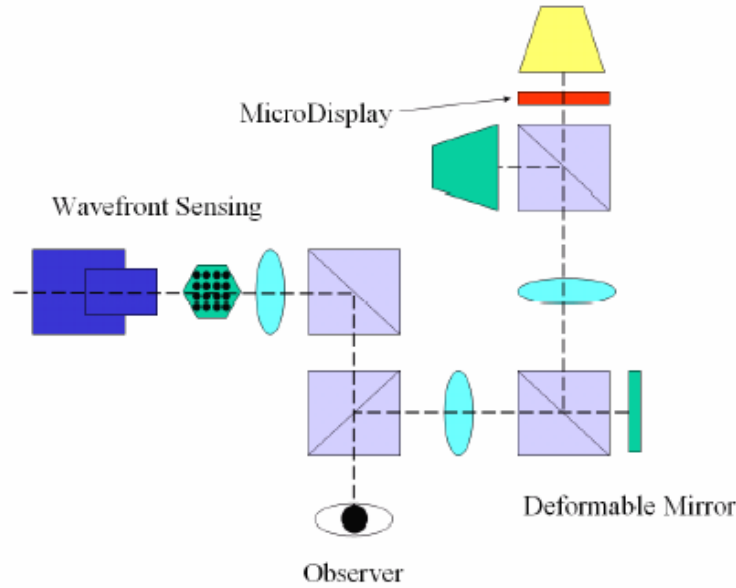 MicroDisplay
Wavefront Sensing
Deformable Mirror
Observer